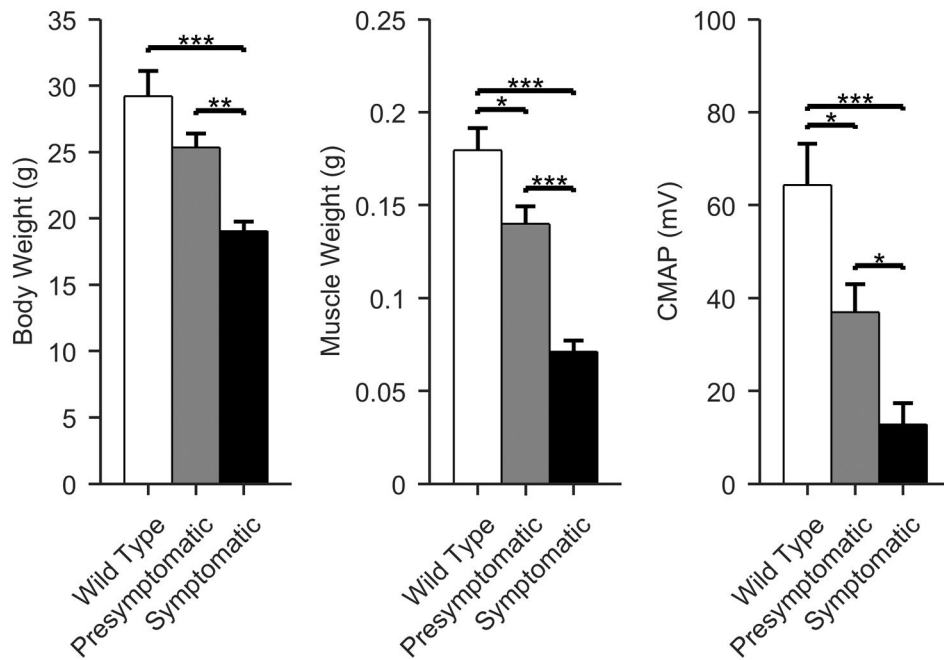 Body Weight (g)
35
30
25
20
15
10
5
0
***
**
Wild Type
Presymptomatic
Symptomatic
Muscle Weight (g)
0.25
0.2
0.15
0.1
0.05
0
***
*
***
Wild Type
Presymptomatic
Symptomatic
CMAP (mV)
100
80
60
40
20
0
***
*
*
Wild Type
Presymptomatic
Symptomatic